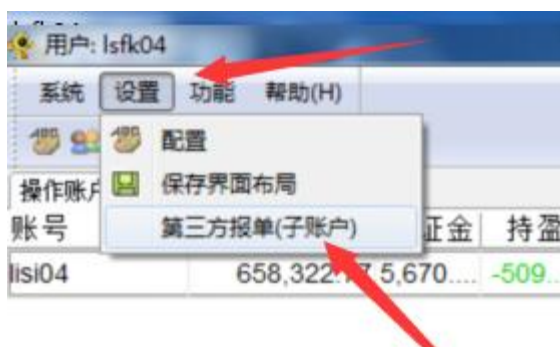 用户: lsfk04
系统 设置 功能 帮助(H)
配置
保存界面布局
操作账户
第三方报单(子账户)
账号 证金 持盈
lisi04 658,322.77 5,670.... -509...